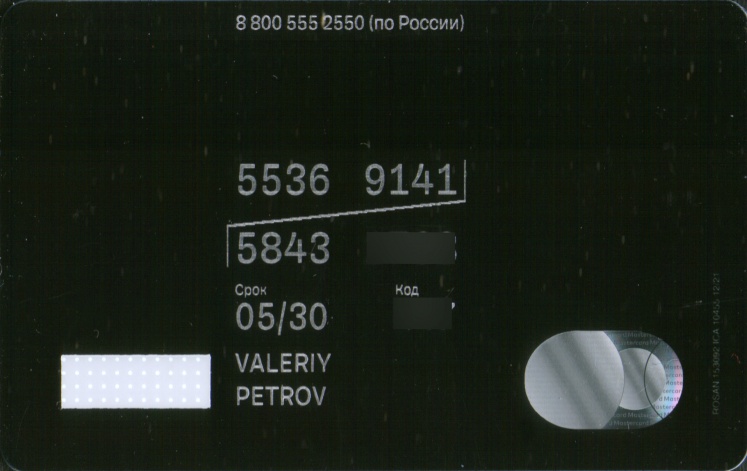 8 800 555 2550 (по России)
5536 9141
5843
Срок Код
05/30
VALERIY
PETROV